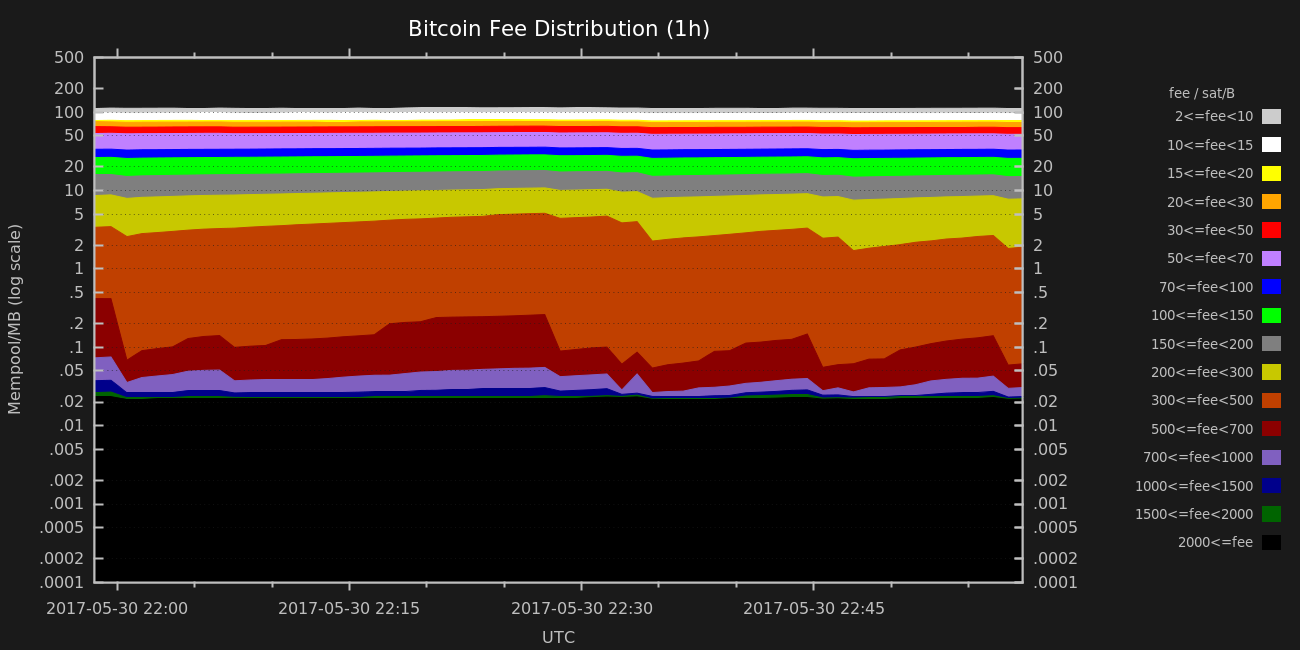 Bitcoin Fee Distribution (1h)
Mempool/MB (log scale)
500
200
100
50
20
10
5
2
1
.5
.2
.1
.05
.02
.01
.005
.002
.001
.0005
.0002
.0001
500
200
100
50
20
10
5
2
1
.5
.2
.1
.05
.02
.01
.005
.002
.001
.0005
.0002
.0001
2017-05-30 22:00
2017-05-30 22:15
2017-05-30 22:30
2017-05-30 22:45
UTC
fee / sat/B
2<=fee<10
10<=fee<15
15<=fee<20
20<=fee<30
30<=fee<50
50<=fee<70
70<=fee<100
100<=fee<150
150<=fee<200
200<=fee<300
300<=fee<500
500<=fee<700
700<=fee<1000
1000<=fee<1500
1500<=fee<2000
2000<=fee